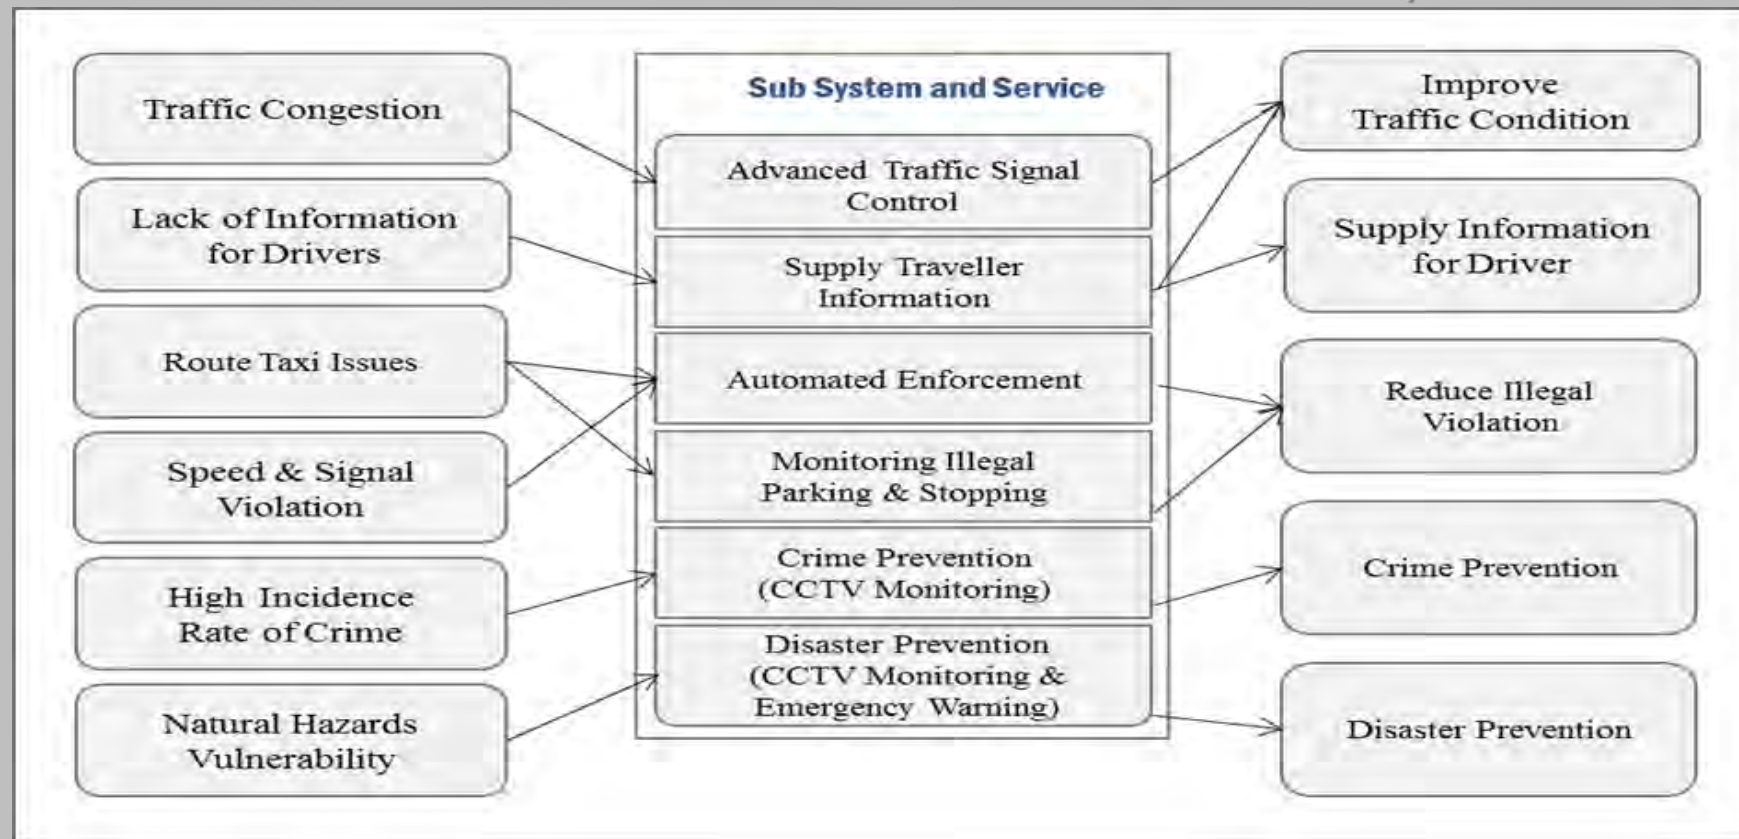 Traffic Congestion
Lack of Information
for Drivers
Route Taxi Issues
Speed & Signal
Violation
High Incidence
Rate of Crime
Natural Hazards
Vulnerability
Sub System and Service
Advanced Traffic Signal
Control
Supply Traveller
Information
Automated Enforcement
Monitoring Illegal
Parking & Stopping
Crime Prevention
(CCTV Monitoring)
Disaster Prevention
(CCTV Monitoring &
Emergency Warning)
Improve
Traffic Condition
Supply Information
for Driver
Reduce Illegal
Violation
Crime Prevention
Disaster Prevention